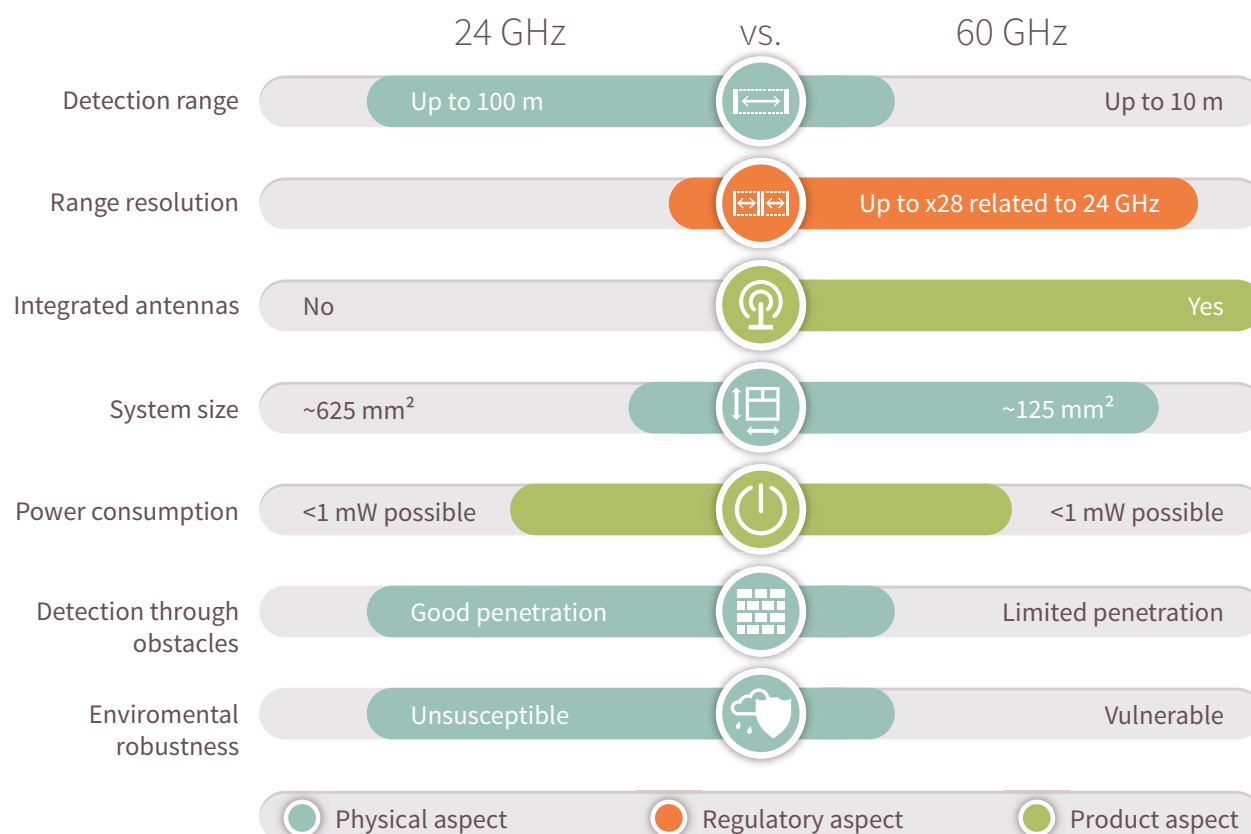 24 GHz vs. 60 GHz
Detection range Up to 100 m Up to 10 m
Range resolution Up to x28 related to 24 GHz
Integrated antennas No Yes
System size ~625 mm² ~125 mm²
Power consumption <1 mW possible <1 mW possible
Detection through
obstacles
Good penetration Limited penetration
Enviromental
robustness
Unsusceptible Vulnerable
Physical aspect Regulatory aspect Product aspect